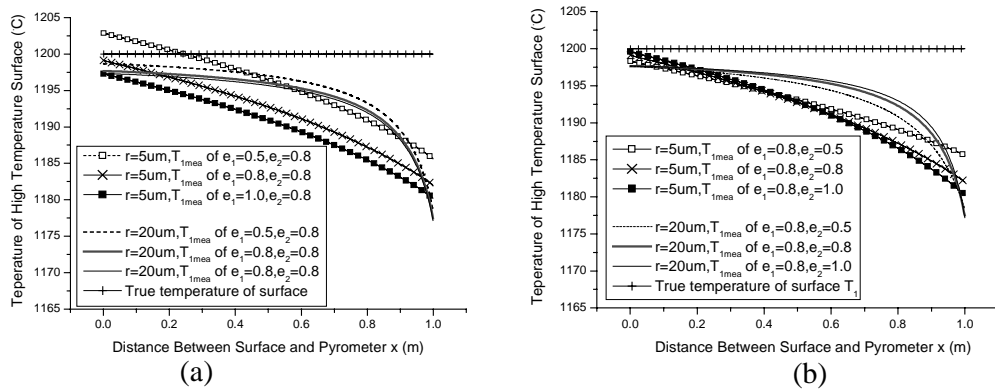 (a)
1205
1200
1195
1190
1185
1180
1175
1170
1165
Teperature of High Temperature Surface (C)
r=5um,T1mea of e1=0.5,e2=0.8
r=5um,T1mea of e1=0.8,e2=0.8
r=5um,T1mea of e1=1.0,e2=0.8
r=20um,T1mea of e1=0.5,e2=0.8
r=20um,T1mea of e1=0.8,e2=0.8
r=20um,T1mea of e1=0.8,e2=0.8
True temperature of surface
0.0 0.2 0.4 0.6 0.8 1.0
Distance Between Surface and Pyrometer x (m)
(a)
b)
1205
1200
1195
1190
1185
1180
1175
1170
1165
Teperature of High Temperature Surface (C)
r=5um,T1mea of e1=0.8,e2=0.5
r=5um,T1mea of e1=0.8,e2=0.8
r=5um,T1mea of e1=0.8,e2=1.0
r=20um,T1mea of e1=0.8,e2=0.5
r=20um,T1mea of e1=0.8,e2=0.8
r=20um,T1mea of e1=0.8,e2=1.0
True temperature of surface T1
0.0 0.2 0.4 0.6 0.8 1.0
Distance Between Surface and Pyrometer x (m)
(b)